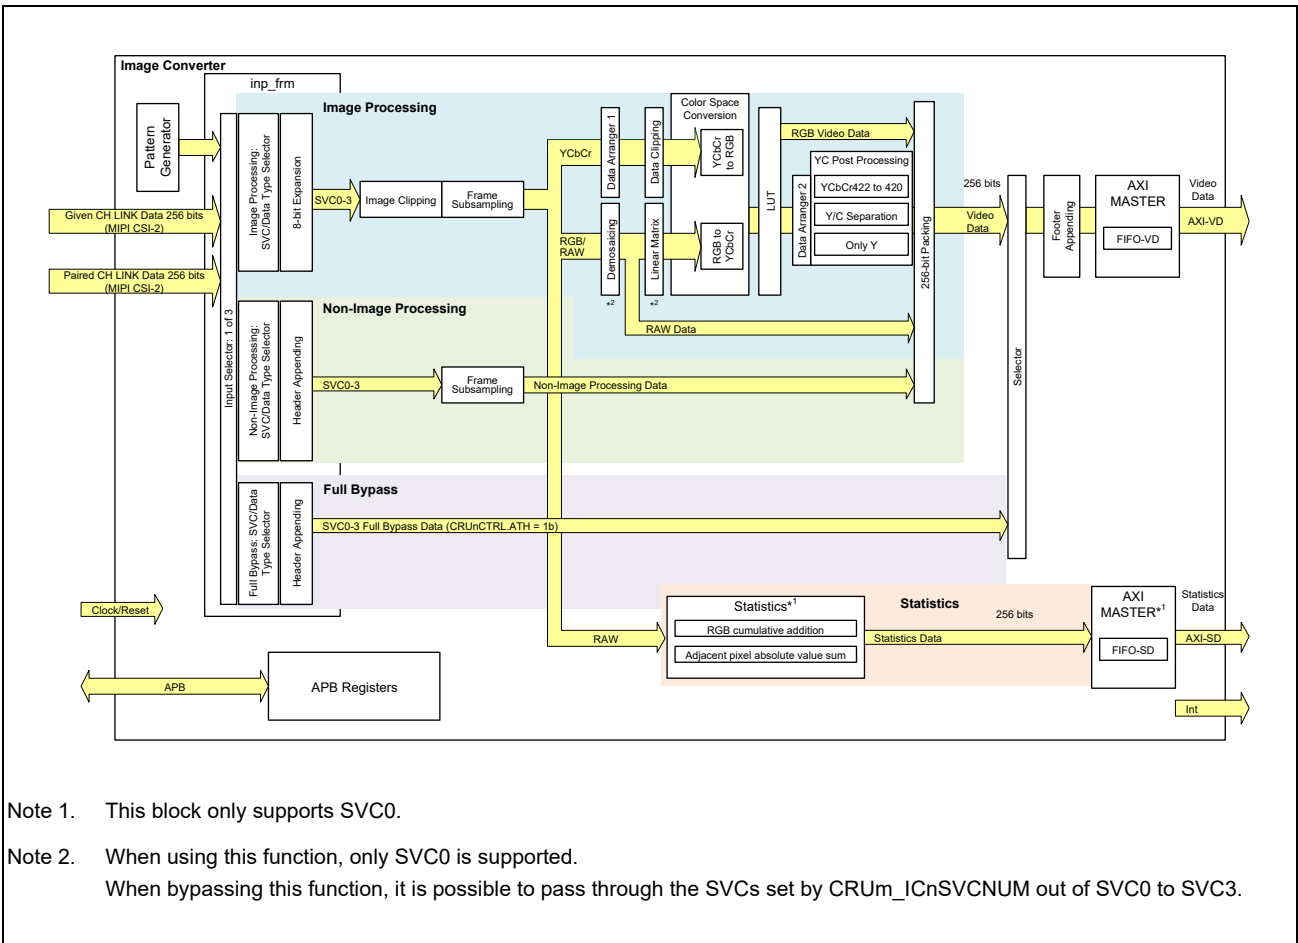 Image Converter
inp_frm
Pattern
Generator
Given CH LINK Data 256 bits
(MIPI CSI-2)
Paired CH LINK Data 256 bits
(MIPI CSI-2)
Input Selector: 1 of 3
Image Processing
Image Processing:
SVC/Data Type Selector
8-bit Expansion
SVC0-3
Image Clipping
Frame
Subsampling
YCbCr
RGB/
RAW
Data Arranger 1
Data Clipping
Demosaicing
*2
Linear Matrix
*2
Color Space
Conversion
YCbCr
to RGB
RGB to
YCbCr
LUT
RGB Video Data
Data Arranger 2
YC Post Processing
YCbCr422 to 420
Y/C Separation
Only Y
RAW Data
256-bit Packing
256 bits
Video
Data
Selector
Footer
Appending
AXI
MASTER
FIFO-VD
Video
Data
AXI-VD
Non-Image Processing
Non-Image Processing:
SVC/Data Type Selector
Header Appending
SVC0-3
Frame
Subsampling
Non-Image Processing Data
Full Bypass
Full Bypass: SVC/Data
Type Selector
Header Appending
SVC0-3 Full Bypass Data (CRUnCTRL.ATH = 1b)
Clock/Reset
RAW
Statistics*1
RGB cumulative addition
Adjacent pixel absolute value sum
Statistics
Statistics Data
256 bits
AXI
MASTER*1
FIFO-SD
Statistics
Data
AXI-SD
APB
APB Registers
Int
Note 1. This block only supports SVC0.
Note 2. When using this function, only SVC0 is supported.
When bypassing this function, it is possible to pass through the SVCs set by CRUm_ICnSVCNUM out of SVC0 to SVC3.